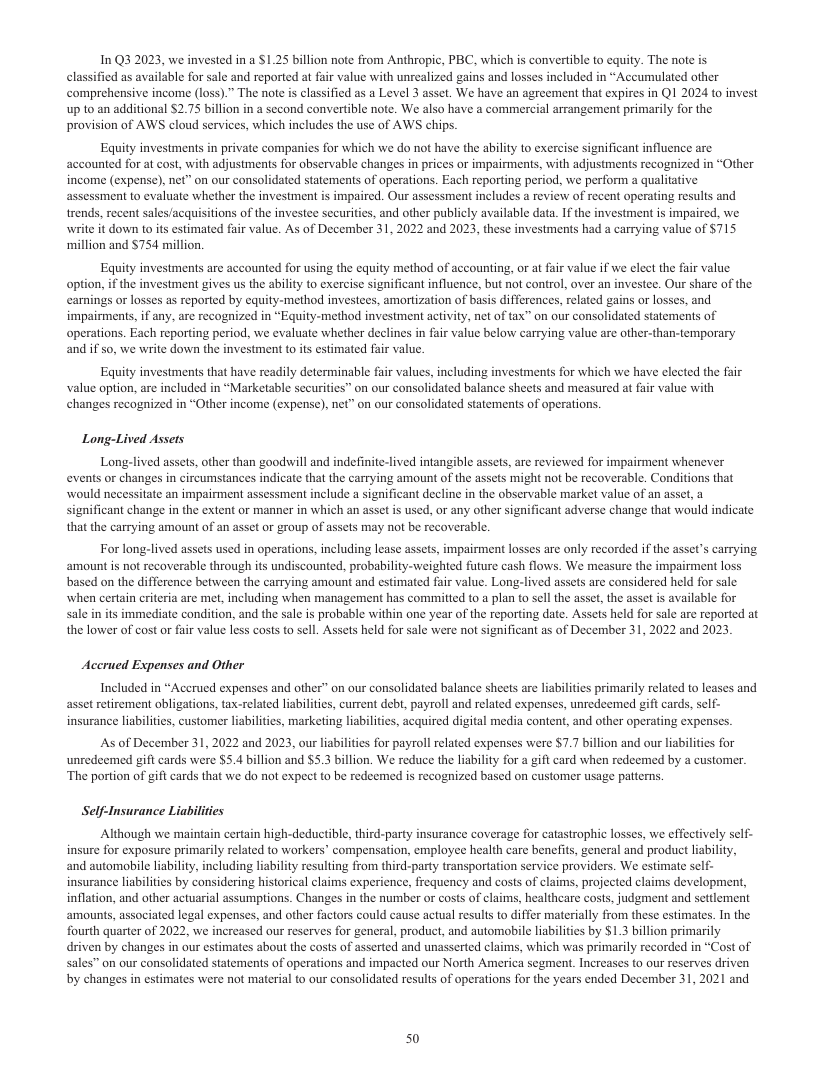 In Q3 2023, we invested in a $1.25 billion note from Anthropic, PBC, which is convertible to equity. The note is
classified as available for sale and reported at fair value with unrealized gains and losses included in “Accumulated other
comprehensive income (loss).” The note is classified as a Level 3 asset. We have an agreement that expires in Q1 2024 to invest
up to an additional $2.75 billion in a second convertible note. We also have a commercial arrangement primarily for the
provision of AWS cloud services, which includes the use of AWS chips.
Equity investments in private companies for which we do not have the ability to exercise significant influence are
accounted for at cost, with adjustments for observable changes in prices or impairments, with adjustments recognized in “Other
income (expense), net” on our consolidated statements of operations. Each reporting period, we perform a qualitative
assessment to evaluate whether the investment is impaired. Our assessment includes a review of recent operating results and
trends, recent sales/acquisitions of the investee securities, and other publicly available data. If the investment is impaired, we
write it down to its estimated fair value. As of December 31, 2022 and 2023, these investments had a carrying value of $715
million and $754 million.
Equity investments are accounted for using the equity method of accounting, or at fair value if we elect the fair value
option, if the investment gives us the ability to exercise significant influence, but not control, over an investee. Our share of the
earnings or losses as reported by equity-method investees, amortization of basis differences, related gains or losses, and
impairments, if any, are recognized in “Equity-method investment activity, net of tax” on our consolidated statements of
operations. Each reporting period, we evaluate whether declines in fair value below carrying value are other-than-temporary
and if so, we write down the investment to its estimated fair value.
Equity investments that have readily determinable fair values, including investments for which we have elected the fair
value option, are included in “Marketable securities” on our consolidated balance sheets and measured at fair value with
changes recognized in “Other income (expense), net” on our consolidated statements of operations.
Long-Lived Assets
Long-lived assets, other than goodwill and indefinite-lived intangible assets, are reviewed for impairment whenever
events or changes in circumstances indicate that the carrying amount of the assets might not be recoverable. Conditions that
would necessitate an impairment assessment include a significant decline in the observable market value of an asset, a
significant change in the extent or manner in which an asset is used, or any other significant adverse change that would indicate
that the carrying amount of an asset or group of assets may not be recoverable.
For long-lived assets used in operations, including lease assets, impairment losses are only recorded if the asset’s carrying
amount is not recoverable through its undiscounted, probability-weighted future cash flows. We measure the impairment loss
based on the difference between the carrying amount and estimated fair value. Long-lived assets are considered held for sale
when certain criteria are met, including when management has committed to a plan to sell the asset, the asset is available for
sale in its immediate condition, and the sale is probable within one year of the reporting date. Assets held for sale are reported at
the lower of cost or fair value less costs to sell. Assets held for sale were not significant as of December 31, 2022 and 2023.
Accrued Expenses and Other
Included in “Accrued expenses and other” on our consolidated balance sheets are liabilities primarily related to leases and
asset retirement obligations, tax-related liabilities, current debt, payroll and related expenses, unredeemed gift cards, self-
insurance liabilities, customer liabilities, marketing liabilities, acquired digital media content, and other operating expenses.
As of December 31, 2022 and 2023, our liabilities for payroll related expenses were $7.7 billion and our liabilities for
unredeemed gift cards were $5.4 billion and $5.3 billion. We reduce the liability for a gift card when redeemed by a customer.
The portion of gift cards that we do not expect to be redeemed is recognized based on customer usage patterns.
Self-Insurance Liabilities
Although we maintain certain high-deductible, third-party insurance coverage for catastrophic losses, we effectively self-
insure for exposure primarily related to workers’ compensation, employee health care benefits, general and product liability,
and automobile liability, including liability resulting from third-party transportation service providers. We estimate self-
insurance liabilities by considering historical claims experience, frequency and costs of claims, projected claims development,
inflation, and other actuarial assumptions. Changes in the number or costs of claims, healthcare costs, judgment and settlement
amounts, associated legal expenses, and other factors could cause actual results to differ materially from these estimates. In the
fourth quarter of 2022, we increased our reserves for general, product, and automobile liabilities by $1.3 billion primarily
driven by changes in our estimates about the costs of asserted and unasserted claims, which was primarily recorded in “Cost of
sales” on our consolidated statements of operations and impacted our North America segment. Increases to our reserves driven
by changes in estimates were not material to our consolidated results of operations for the years ended December 31, 2021 and
50